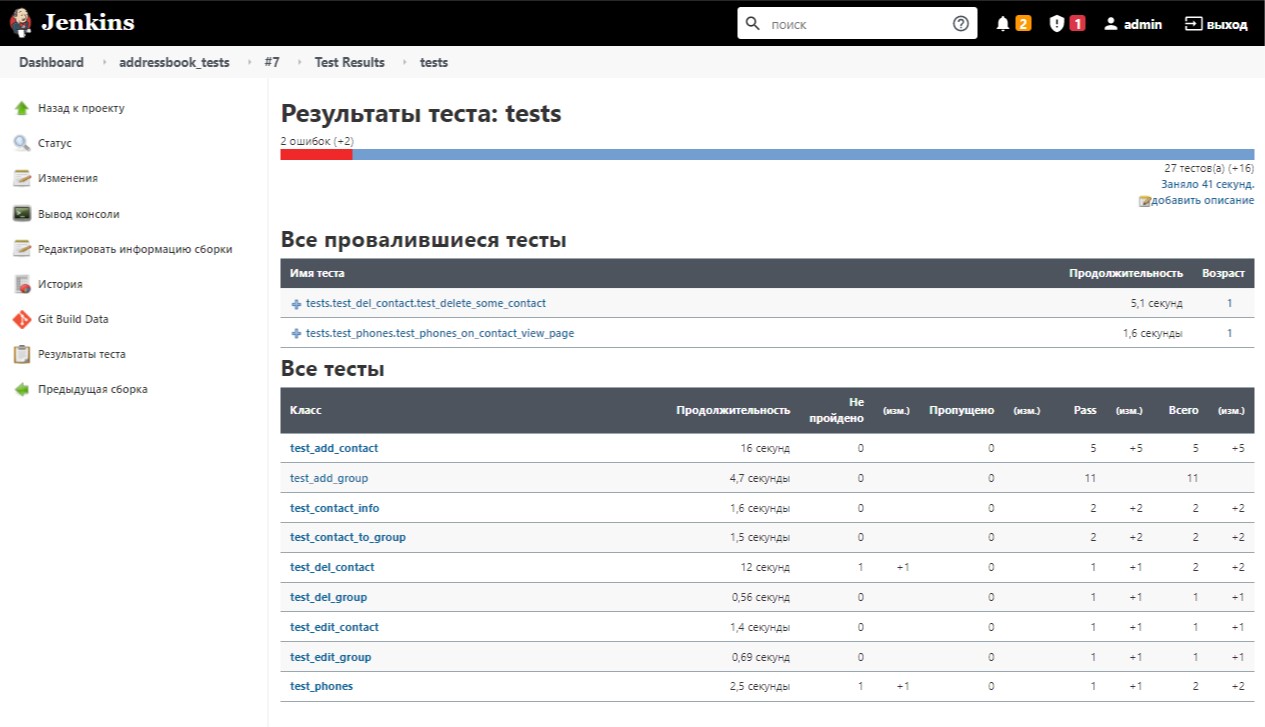 Jenkins
поиск
2
1
admin
выход
Dashboard
addressbook_tests
#7
Test Results
tests
Назад к проекту
Статус
Изменения
Вывод консоли
Редактировать информацию сборки
История
Git Build Data
Результаты теста
Предыдущая сборка
Результаты теста: tests
2 ошибок (+2)
27 тестов(а) (+16)
Заняло 41 секунд.
добавить описание
Все провалившиеся тесты
Имя теста Продолжительность Возраст
tests.test_del_contact.test_delete_some_contact 5,1 секунд 1
tests.test_phones.test_phones_on_contact_view_page 1,6 секунды 1
Все тесты
Класс Продолжительность Не пройдено (изм.) Пропущено (изм.) Pass (изм.) Всего (изм.)
test_add_contact 16 секунд 0 0 5 +5 5 +5
test_add_group 4,7 секунды 0 0 11 11
test_contact_info 1,6 секунды 0 0 2 +2 2 +2
test_contact_to_group 1,5 секунды 0 0 2 +2 2 +2
test_del_contact 12 секунд 1 +1 0 1 +1 2 +2
test_del_group 0,56 секунд 0 0 1 +1 1 +1
test_edit_contact 1,4 секунды 0 0 1 +1 1 +1
test_edit_group 0,69 секунд 0 0 1 +1 1 +1
test_phones 2,5 секунды 1 +1 0 1 +1 2 +2